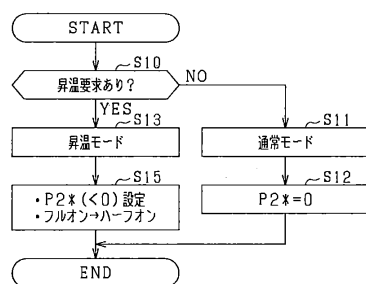 START
S10
昇温要求あり?
NO
YES
S13
昇温モード
S11
通常モード
S15
・P2*(<0)設定
・フルオン→ハーフオン
S12
P2*=0
END